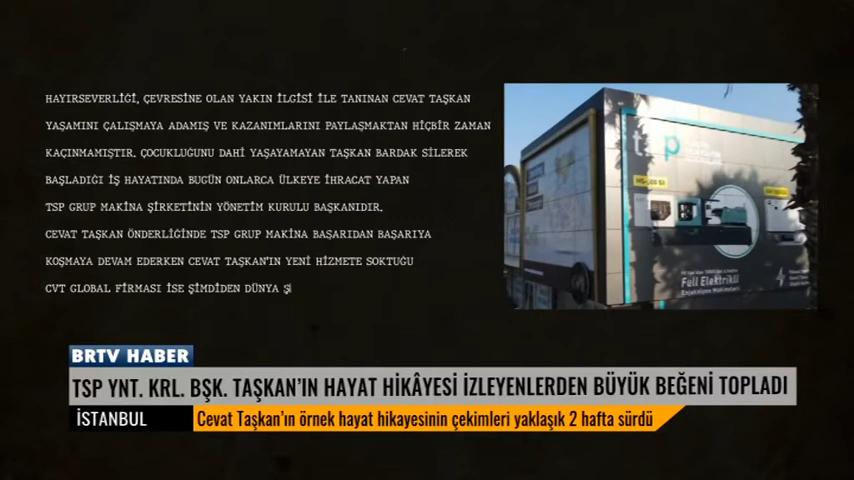 HAYIRSEVERLİĞİ, ÇEVRESİNE OLAN YAKIN İLGİSİ İLE TANINAN CEVAT TAŞKAN
YAŞAMINI ÇALIŞMAYA ADAMIŞ VE KAZANIMLARINI PAYLAŞMAKTAN HİÇBİR ZAMAN
KAÇINMAMIŞTIR. ÇOCUKLUĞUNU DAHİ YAŞAYAMAYAN TAŞKAN BARDAK SİLEREK
BAŞLADIĞI İŞ HAYATINDA BUGÜN ONLARCA ÜLKEYE İHRACAT YAPAN
TSP GRUP MAKİNA ŞİRKETİNİN YÖNETİM KURULU BAŞKANIDIR.
CEVAT TAŞKAN ÖNDERLİĞİNDE TSP GRUP MAKİNA BAŞARIDAN BAŞARIYA
KOŞMAYA DEVAM EDERKEN CEVAT TAŞKAN'IN YENİ HİZMETE SOKTUĞU
CVT GLOBAL FİRMASI İSE ŞİMDİDEN DÜNYA Şİ
tsp
Full Elektrikli
Enjeksiyon Makineleri
BRTV HABER
TSP YNT. KRL. BŞK. TAŞKAN'IN HAYAT HİKÂYESİ İZLEYENLERDEN BÜYÜK BEĞENİ TOPLADI
İSTANBUL
Cevat Taşkan'ın örnek hayat hikayesinin çekimleri yaklaşık 2 hafta sürdü